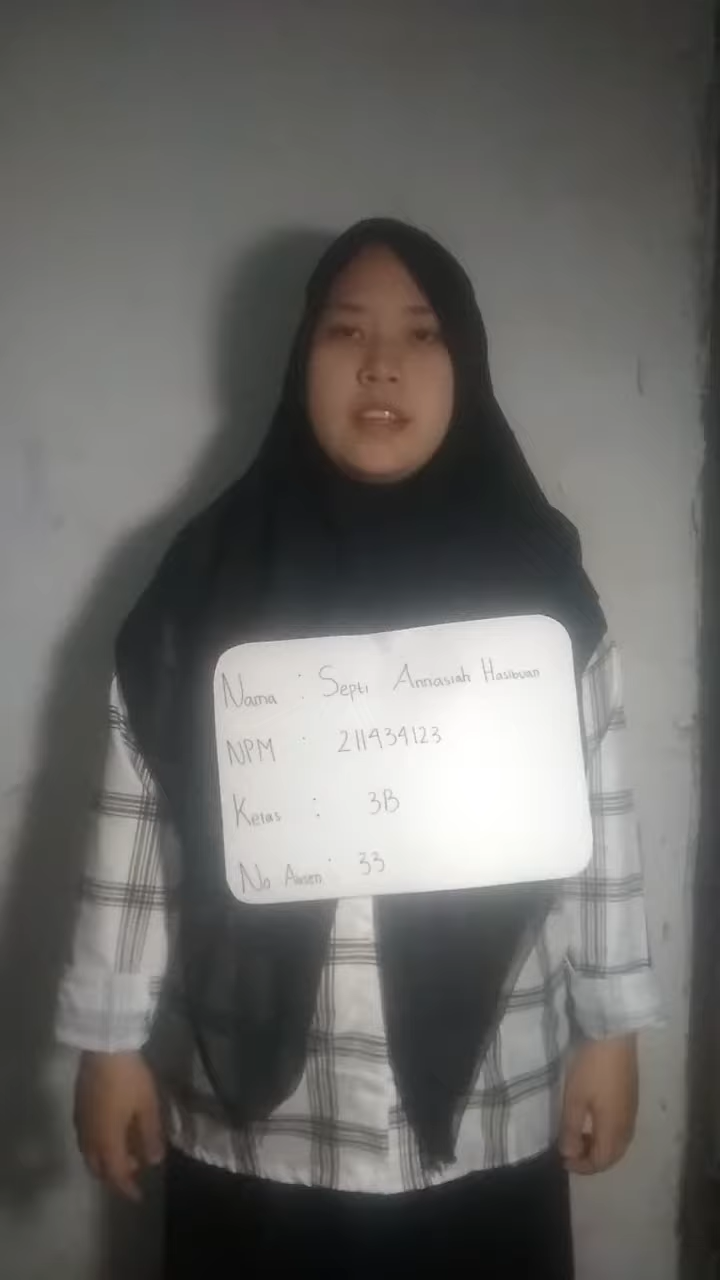 Nama : Septi Annasiah Hasibuan
NPM : 211434123
Kelas : 3B
No Absen : 33